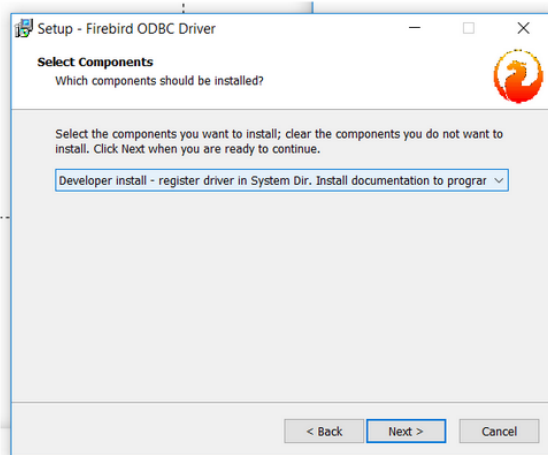 Setup - Firebird ODBC Driver
Select Components
Which components should be installed?
Select the components you want to install; clear the components you do not want to
install. Click Next when you are ready to continue.
Developer install - register driver in System Dir. Install documentation to prograr
< Back Next > Cancel